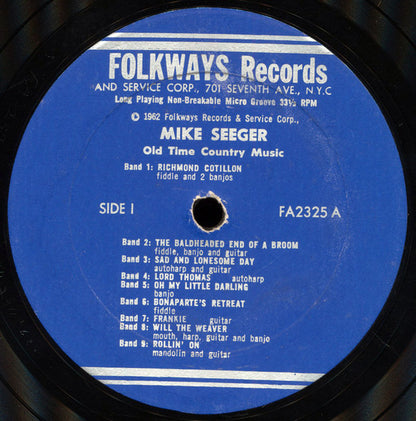 FOLKWAYS Records
AND SERVICE CORP., 701 SEVENTH AVE., N.Y.C
Long Playing Non-Breakable Micro Groove 33⅓ RPM
© 1962 Folkways Records & Service Corp.,
MIKE SEEGER
Old Time Country Music
Band 1: RICHMOND COTILLON
fiddle and 2 banjos
SIDE I
FA2325 A
Band 2: THE BALDHEADED END OF A BROOM
fiddle, banjo and guitar
Band 3: SAD AND LONESOME DAY
autoharp and guitar
Band 4: LORD THOMAS autoharp
Band 5: OH MY LITTLE DARLING
banjo
Band 6: BONAPARTE'S RETREAT
fiddle
Band 7: FRANKIE guitar
Band 8: WILL THE WEAVER
mouth, harp, guitar and banjo
Band 9: ROLLIN' ON
mandolin and guitar